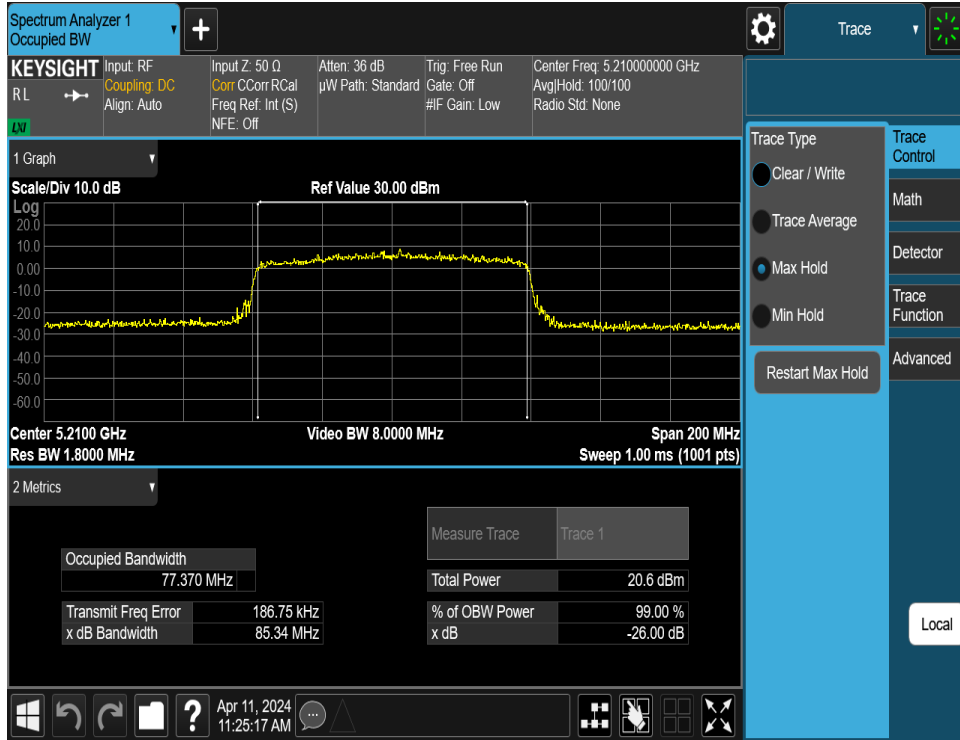 Spectrum Analyzer 1
Occupied BW
+
Trace
KEYSIGHT
R L
LXI
Input: RF
Coupling: DC
Align: Auto
Input Z: 50 Ω
Corr CCorr RCal
Freq Ref: Int (S)
NFE: Off
Atten: 36 dB
µW Path: Standard
Trig: Free Run
Gate: Off
#IF Gain: Low
Center Freq: 5.210000000 GHz
Avg|Hold: 100/100
Radio Std: None
1 Graph
Scale/Div 10.0 dB
Ref Value 30.00 dBm
Log
20.0
10.0
0.00
-10.0
-20.0
-30.0
-40.0
-50.0
-60.0
Center 5.2100 GHz
Video BW 8.0000 MHz
Span 200 MHz
Res BW 1.8000 MHz
Sweep 1.00 ms (1001 pts)
2 Metrics
Measure Trace
Trace 1
Occupied Bandwidth
77.370 MHz
Total Power
20.6 dBm
Transmit Freq Error
186.75 kHz
% of OBW Power
99.00 %
x dB Bandwidth
85.34 MHz
x dB
-26.00 dB
Trace Type
Clear / Write
Trace Average
Max Hold
Min Hold
Restart Max Hold
Trace
Control
Math
Detector
Trace
Function
Advanced
Local
?
Apr 11, 2024
11:25:17 AM